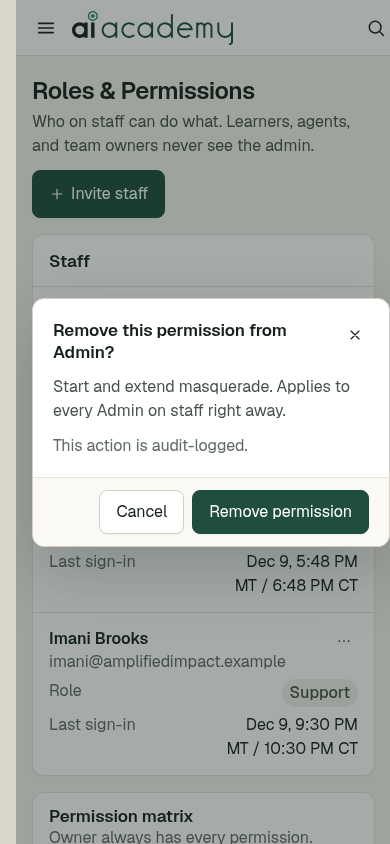 ai academy
Roles & Permissions
Who on staff can do what. Learners, agents,
and team owners never see the admin.
+ Invite staff
Staff
Remove this permission from
Admin?
Start and extend masquerade. Applies to
every Admin on staff right away.
This action is audit-logged.
Cancel
Remove permission
Last sign-in
Dec 9, 5:48 PM
MT / 6:48 PM CT
Imani Brooks
...
imani@amplifiedimpact.example
Role
Support
Last sign-in
Dec 9, 9:30 PM
MT / 10:30 PM CT
Permission matrix
Owner always has every permission.